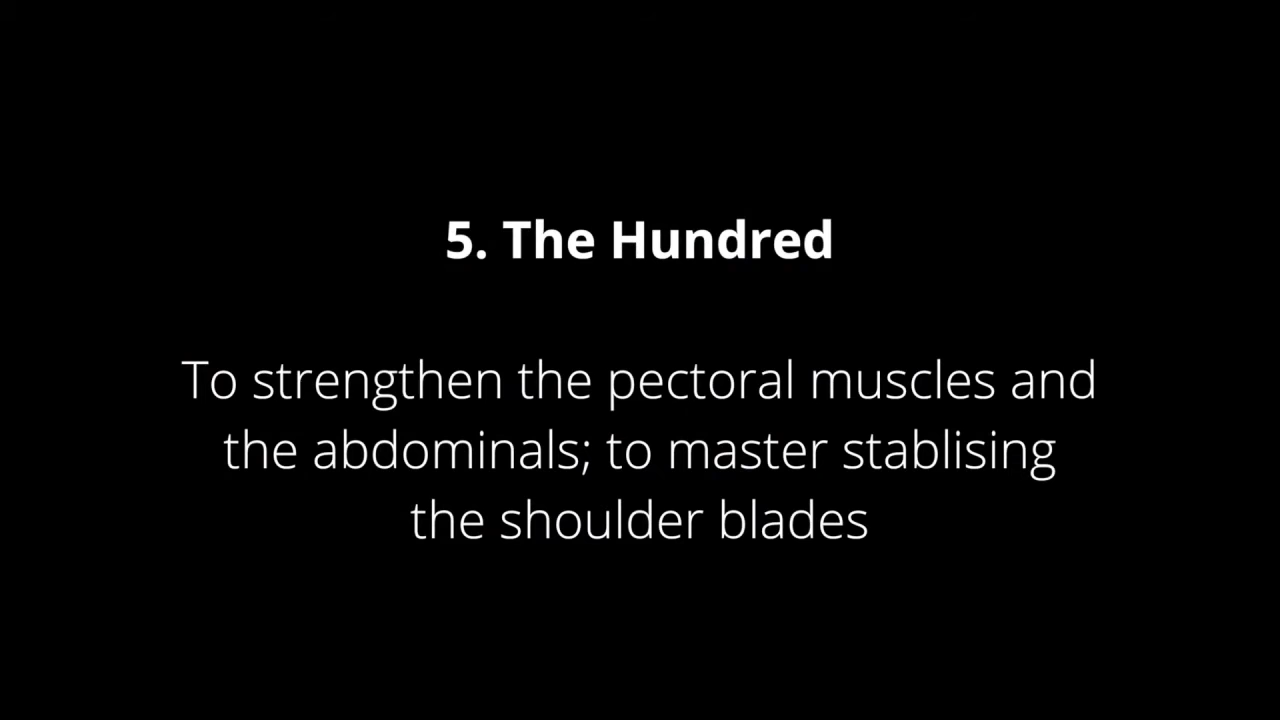 5. The Hundred
To strengthen the pectoral muscles and
the abdominals; to master stablising
the shoulder blades